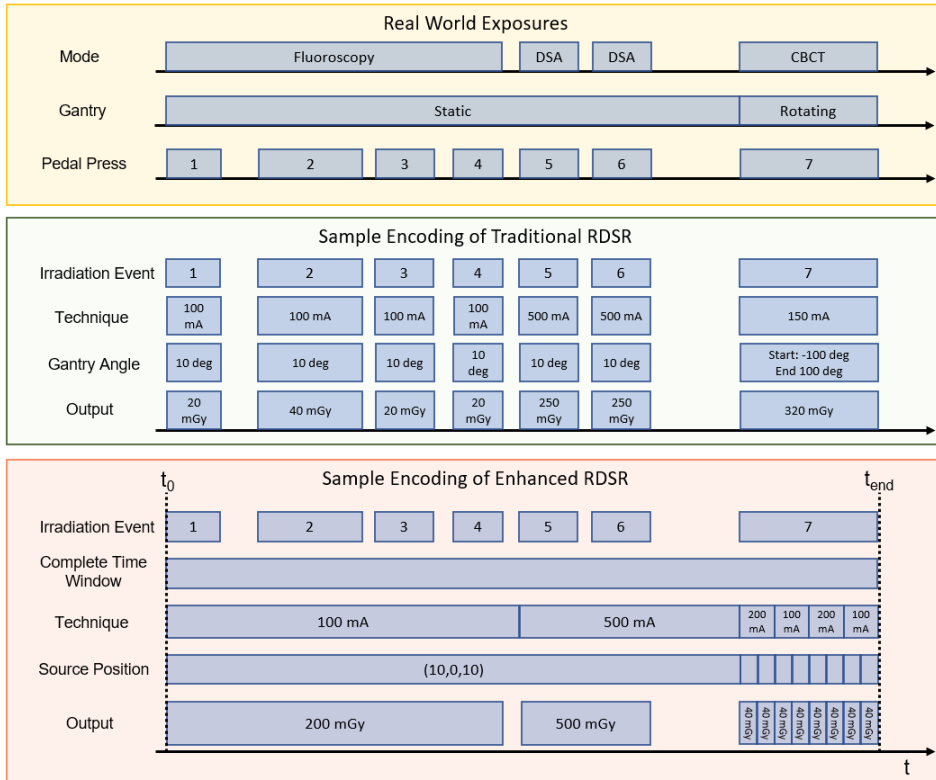 Real World Exposures
Mode
Fluoroscopy
DSA
DSA
CBCT
Gantry
Static
Rotating
Pedal Press
1
2
3
4
5
6
7
Sample Encoding of Traditional RDSR
Irradiation Event
1
2
3
4
5
6
7
Technique
100
mA
100 mA
100 mA
100
mA
500 mA
500 mA
150 mA
Gantry Angle
10 deg
10 deg
10 deg
10
deg
10 deg
10 deg
Start: -100 deg
End 100 deg
Output
20
mGy
40 mGy
20 mGy
20
mGy
250
mGy
250
mGy
320 mGy
Sample Encoding of Enhanced RDSR
t0
tend
Irradiation Event
1
2
3
4
5
6
7
Complete Time
Window
Technique
100 mA
500 mA
200
mA
100
mA
200
mA
100
mA
Source Position
(10,0,10)
Output
200 mGy
500 mGy
40 mGy
40 mGy
40 mGy
40 mGy
40 mGy
40 mGy
40 mGy
40 mGy
t